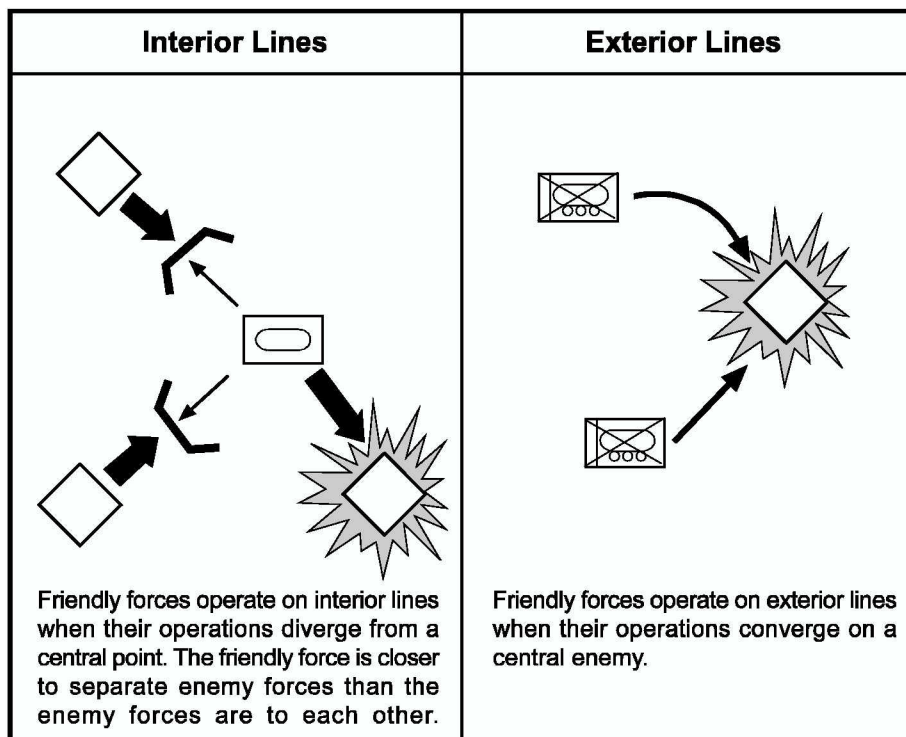 Interior Lines
Exterior Lines
Friendly forces operate on interior lines
when their operations diverge from a
central point. The friendly force is closer
to separate enemy forces than the
enemy forces are to each other.
Friendly forces operate on exterior lines
when their operations converge on a
central enemy.